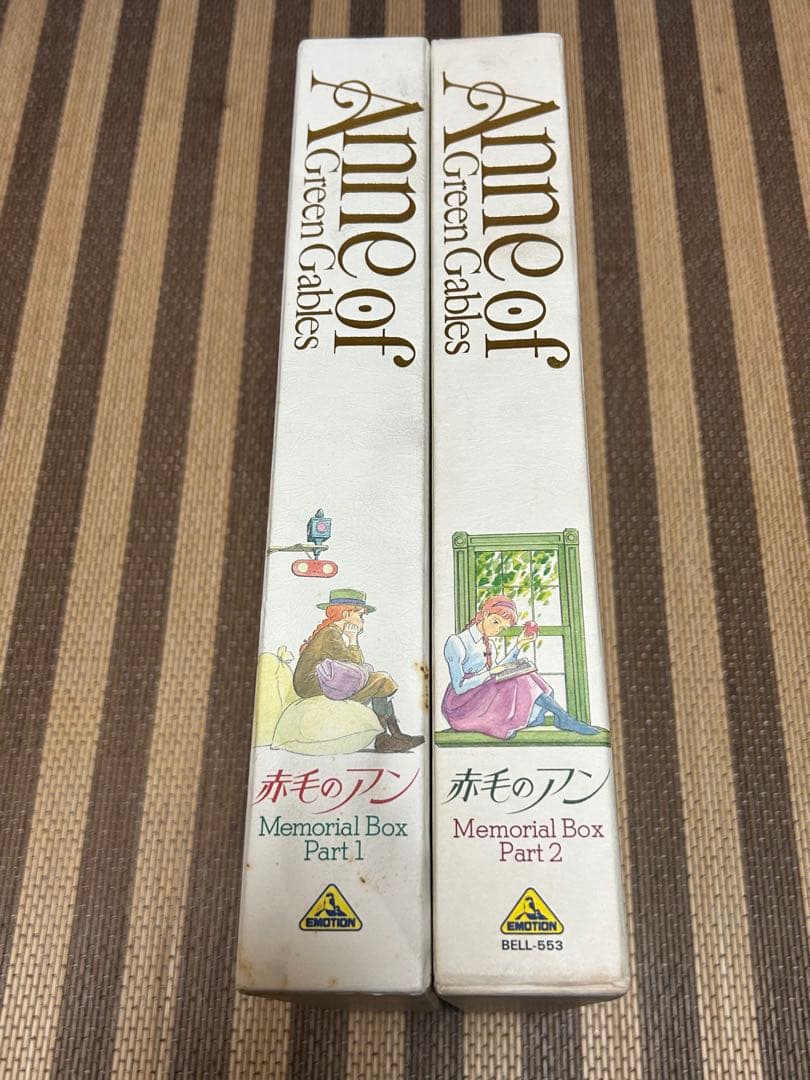 Anne of
Green Gables
赤毛のアン
Memorial Box
Part 1
EMOTION
Anne of
Green Gables
赤毛のアン
Memorial Box
Part 2
EMOTION
BELL-553